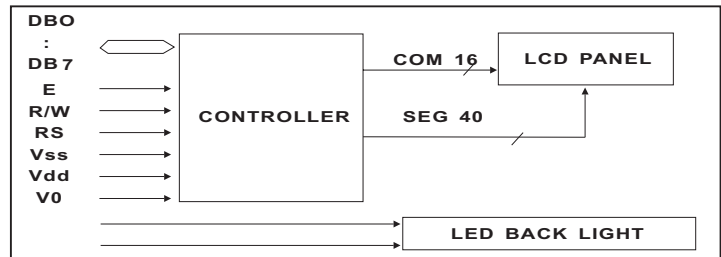 DBO
:
DB7
E
R/W
RS
Vss
Vdd
V0
CONTROLLER
COM 16
SEG 40
LCD PANEL
LED BACK LIGHT